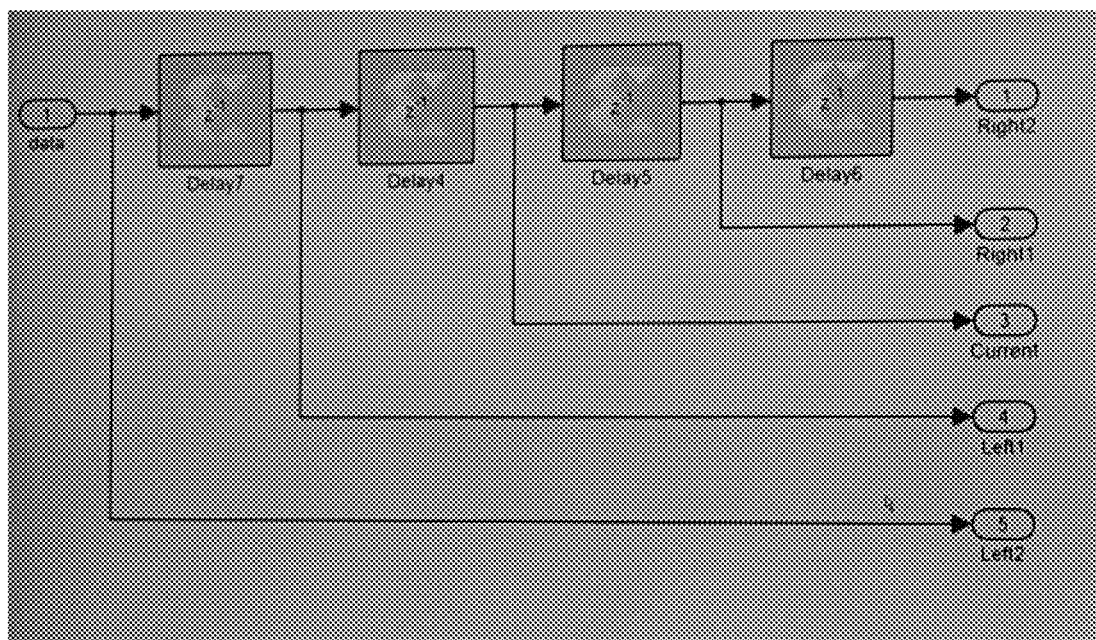 1
data
z-1
Delay7
z-1
Delay4
z-1
Delay5
z-1
Delay6
1
Right2
2
Right1
3
Current
4
Left1
5
Left2